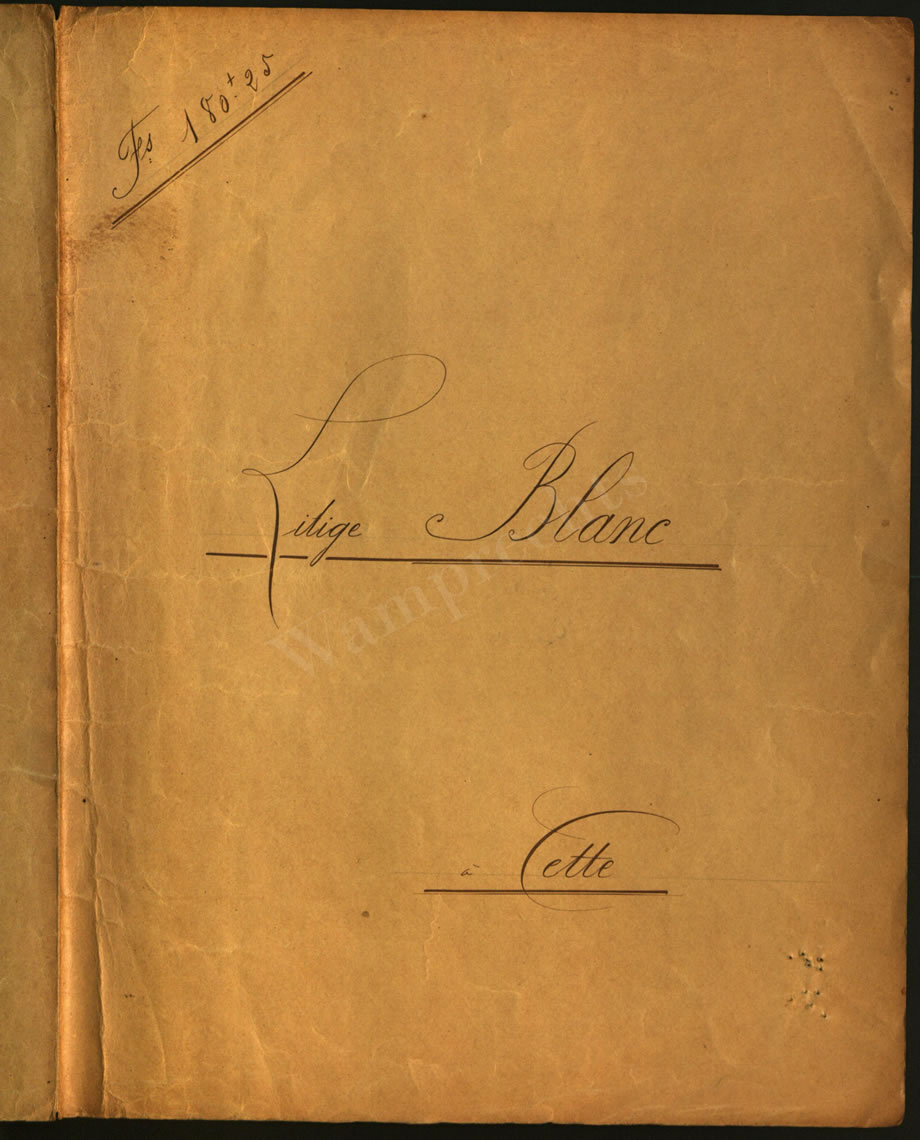 Fs. 180.+25
Litige Blanc
à Cette